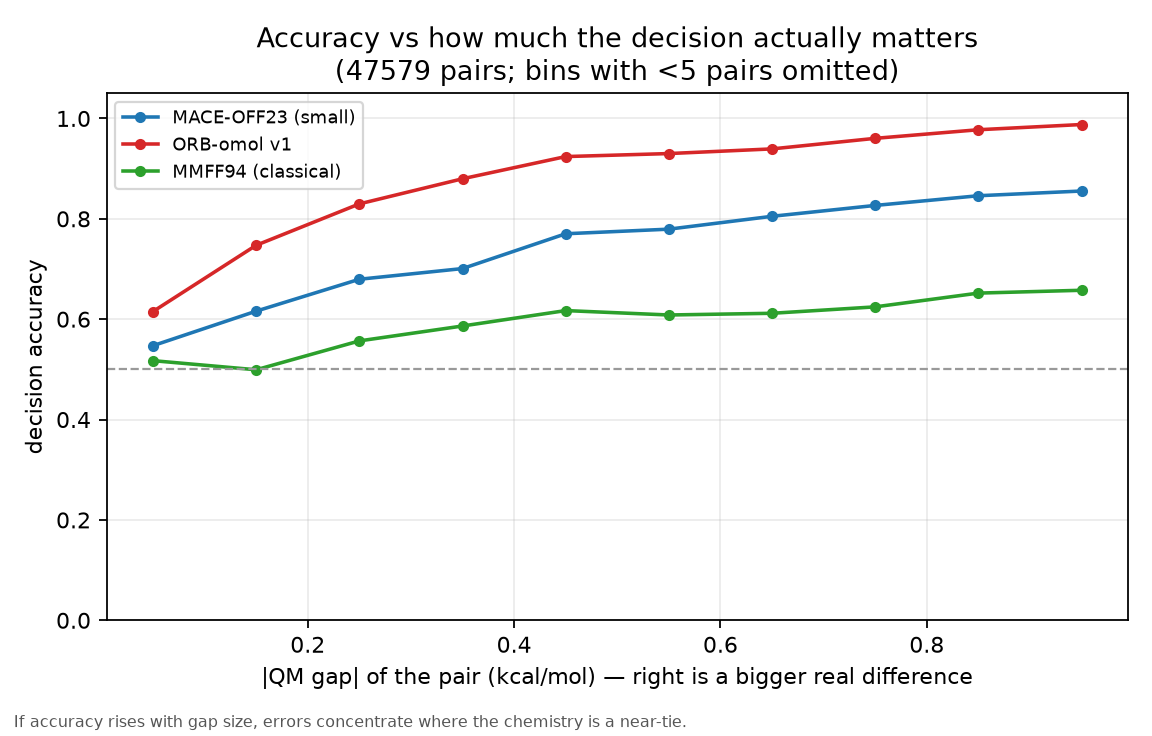 Accuracy vs how much the decision actually matters
(47579 pairs; bins with <5 pairs omitted)
MACE-OFF23 (small)
ORB-omol v1
MMFF94 (classical)
decision accuracy
1.0
0.8
0.6
0.4
0.2
0.0
0.2 0.4 0.6 0.8
|QM gap| of the pair (kcal/mol) — right is a bigger real difference
If accuracy rises with gap size, errors concentrate where the chemistry is a near-tie.